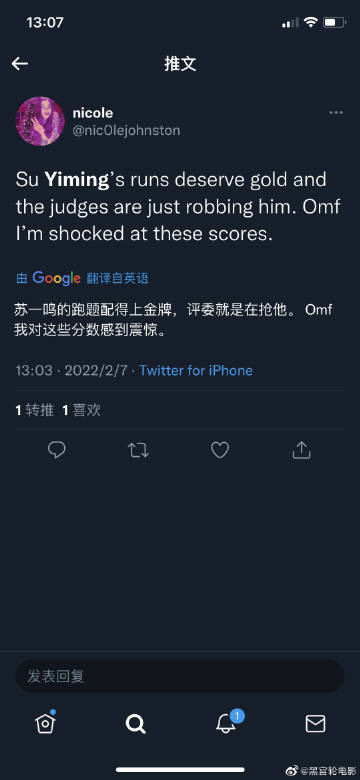 13:07
推文
nicole
@nic0lejohnston
Su Yiming's runs deserve gold and
the judges are just robbing him. Omf
I'm shocked at these scores.
由 Google 翻译自英语
苏一鸣的跑题配得上金牌，评委就是在抢他。 Omf
我对这些分数感到震惊。
13:03 · 2022/2/7 · Twitter for iPhone
1 转推 1 喜欢
发表回复
1
@黑官轮电影